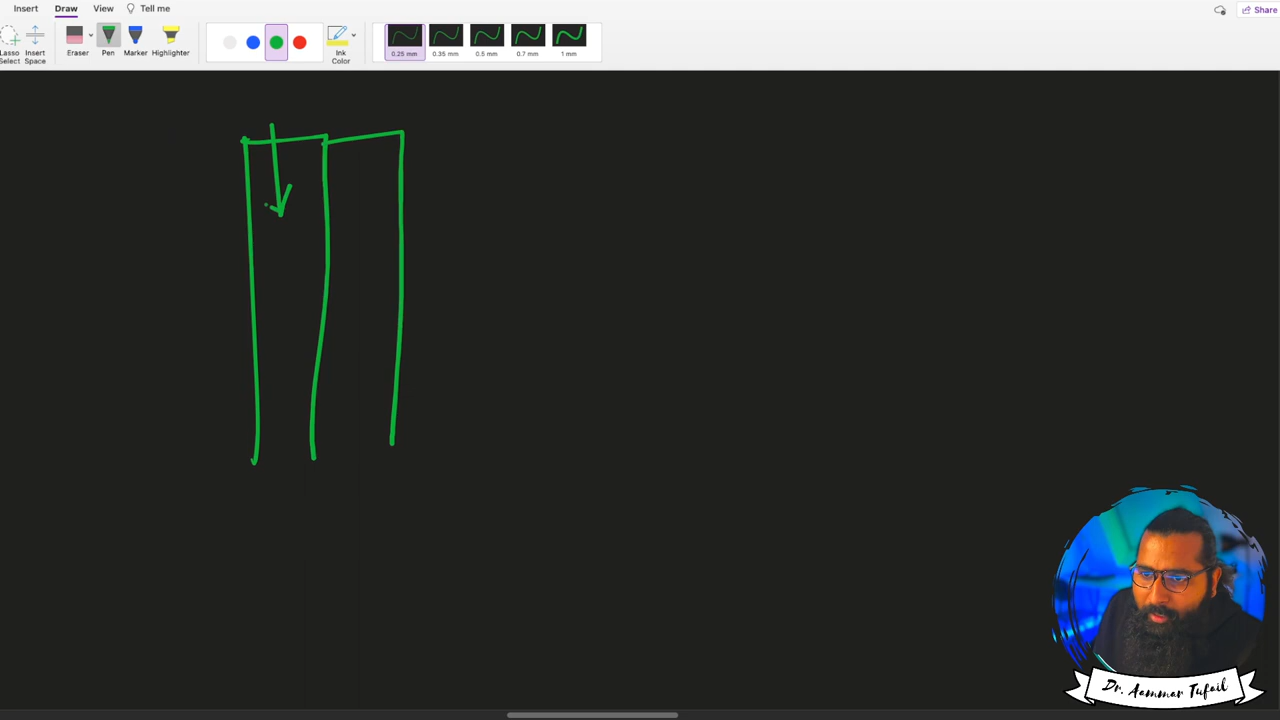 Insert Draw View Tell me
Share
Lasso Select
Insert Space
Eraser
Pen
Marker
Highlighter
Ink Color
0.25 mm
0.35 mm
0.5 mm
0.7 mm
1 mm
Dr. Aammar Tufail